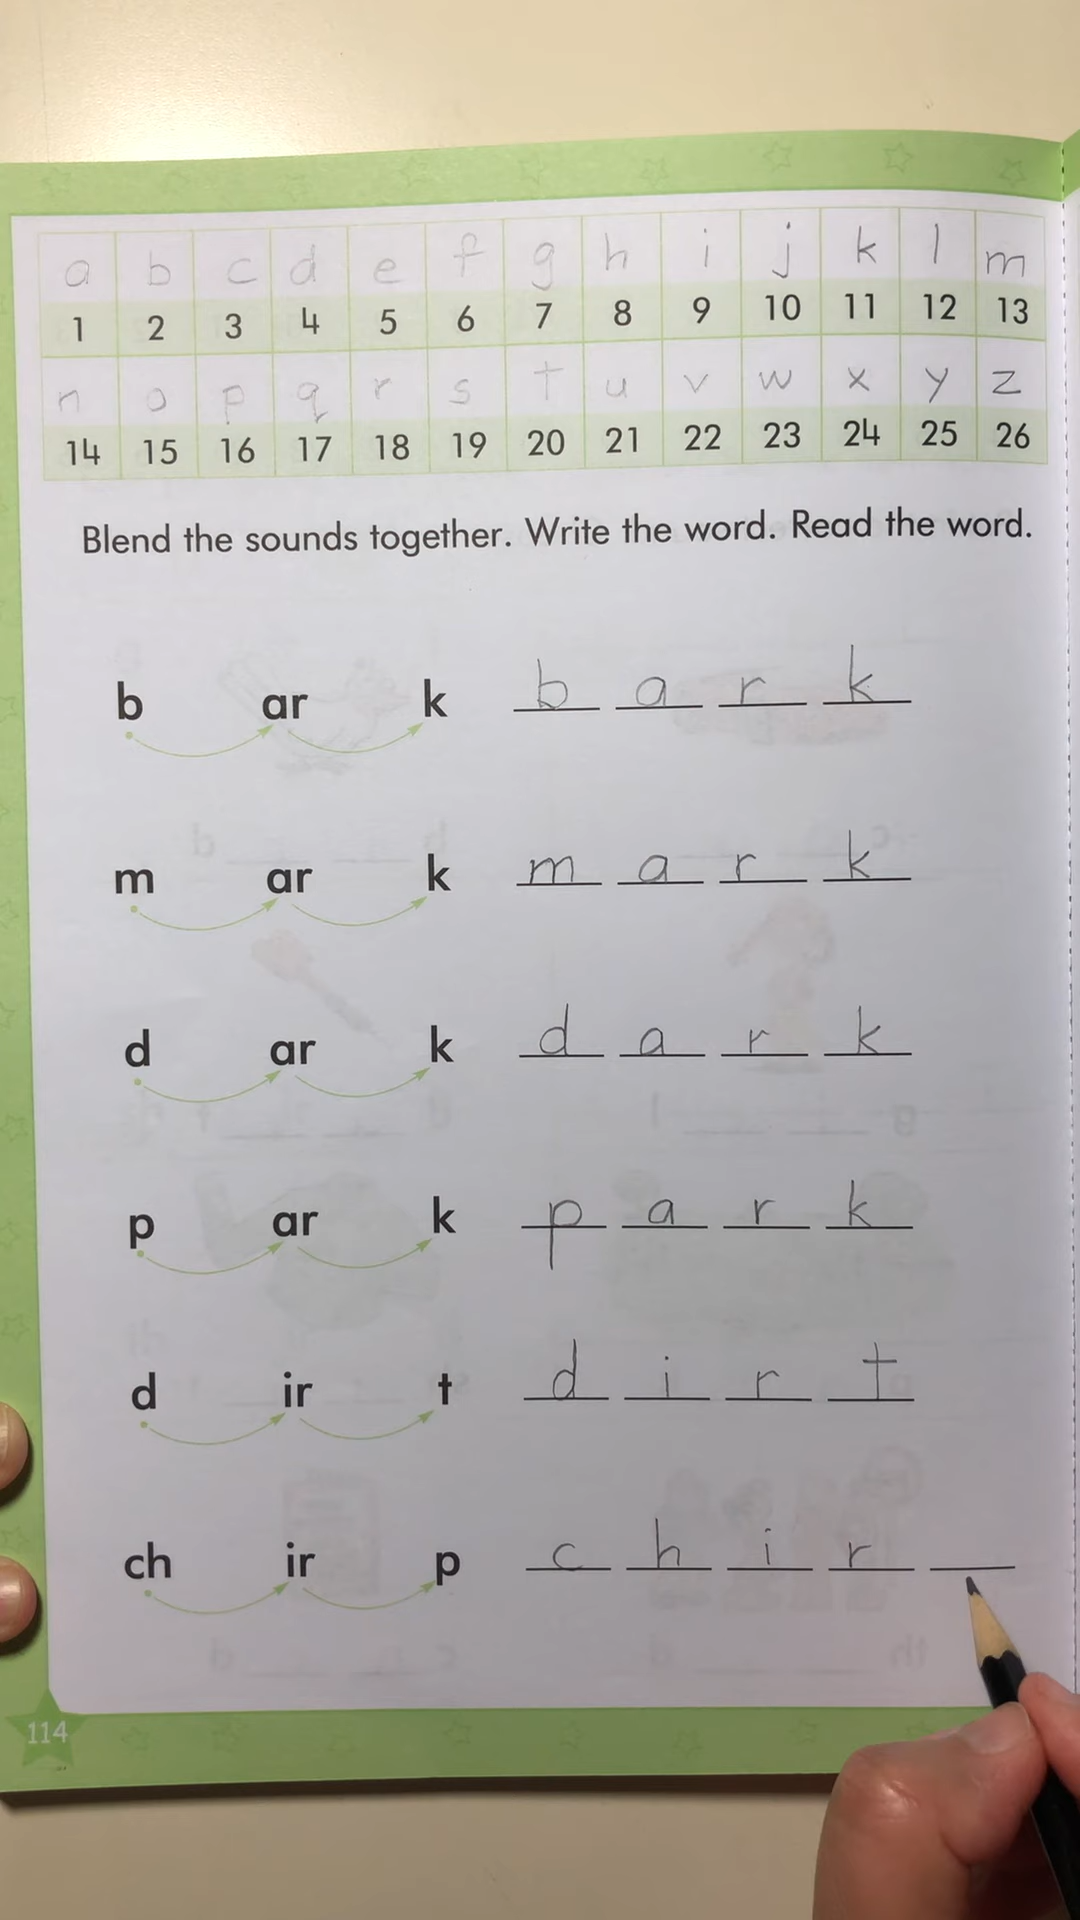 a b c d e f g h i j k l m
1 2 3 4 5 6 7 8 9 10 11 12 13
n o p q r s t u v w x y z
14 15 16 17 18 19 20 21 22 23 24 25 26
Blend the sounds together. Write the word. Read the word.
b ar k b a r k
m ar k m a r k
d ar k d a r k
p ar k p a r k
d ir t d i r t
ch ir p c h i r
114